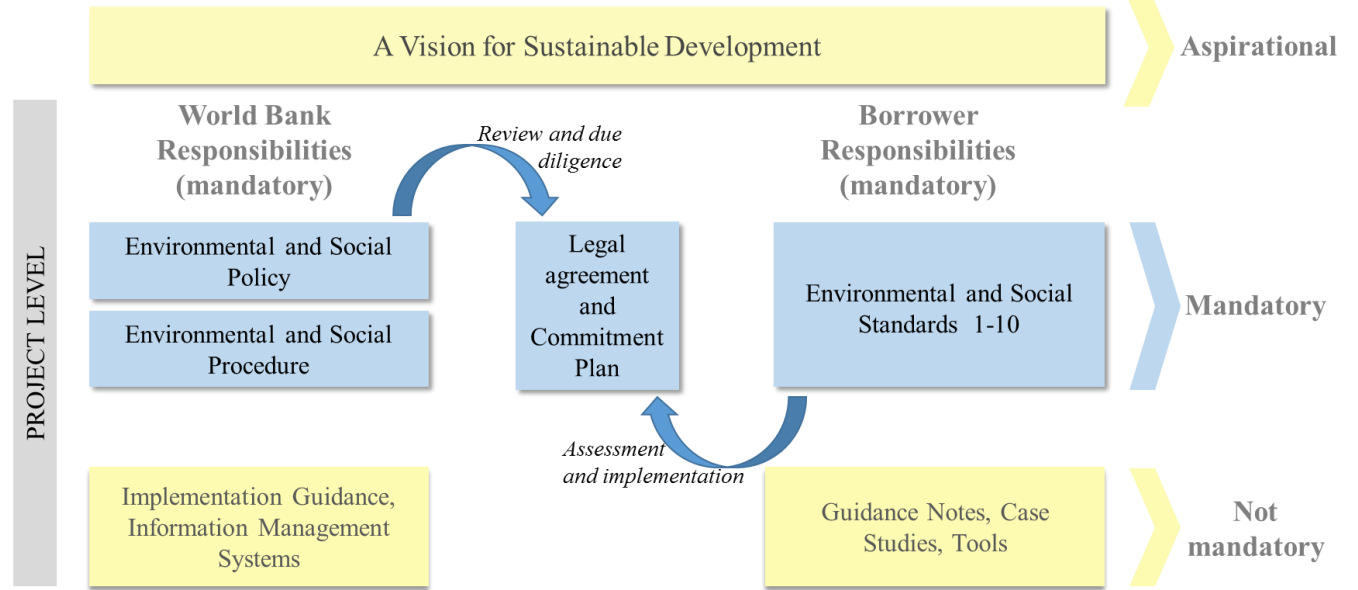 A Vision for Sustainable Development
Aspirational
World Bank
Responsibilities
(mandatory)
Review and due
diligence
Borrower
Responsibilities
(mandatory)
PROJECT LEVEL
Environmental and Social
Policy
Environmental and Social
Procedure
Legal
agreement
and
Commitment
Plan
Environmental and Social
Standards 1-10
Mandatory
Assessment
and implementation
Implementation Guidance,
Information Management
Systems
Guidance Notes, Case
Studies, Tools
Not
mandatory